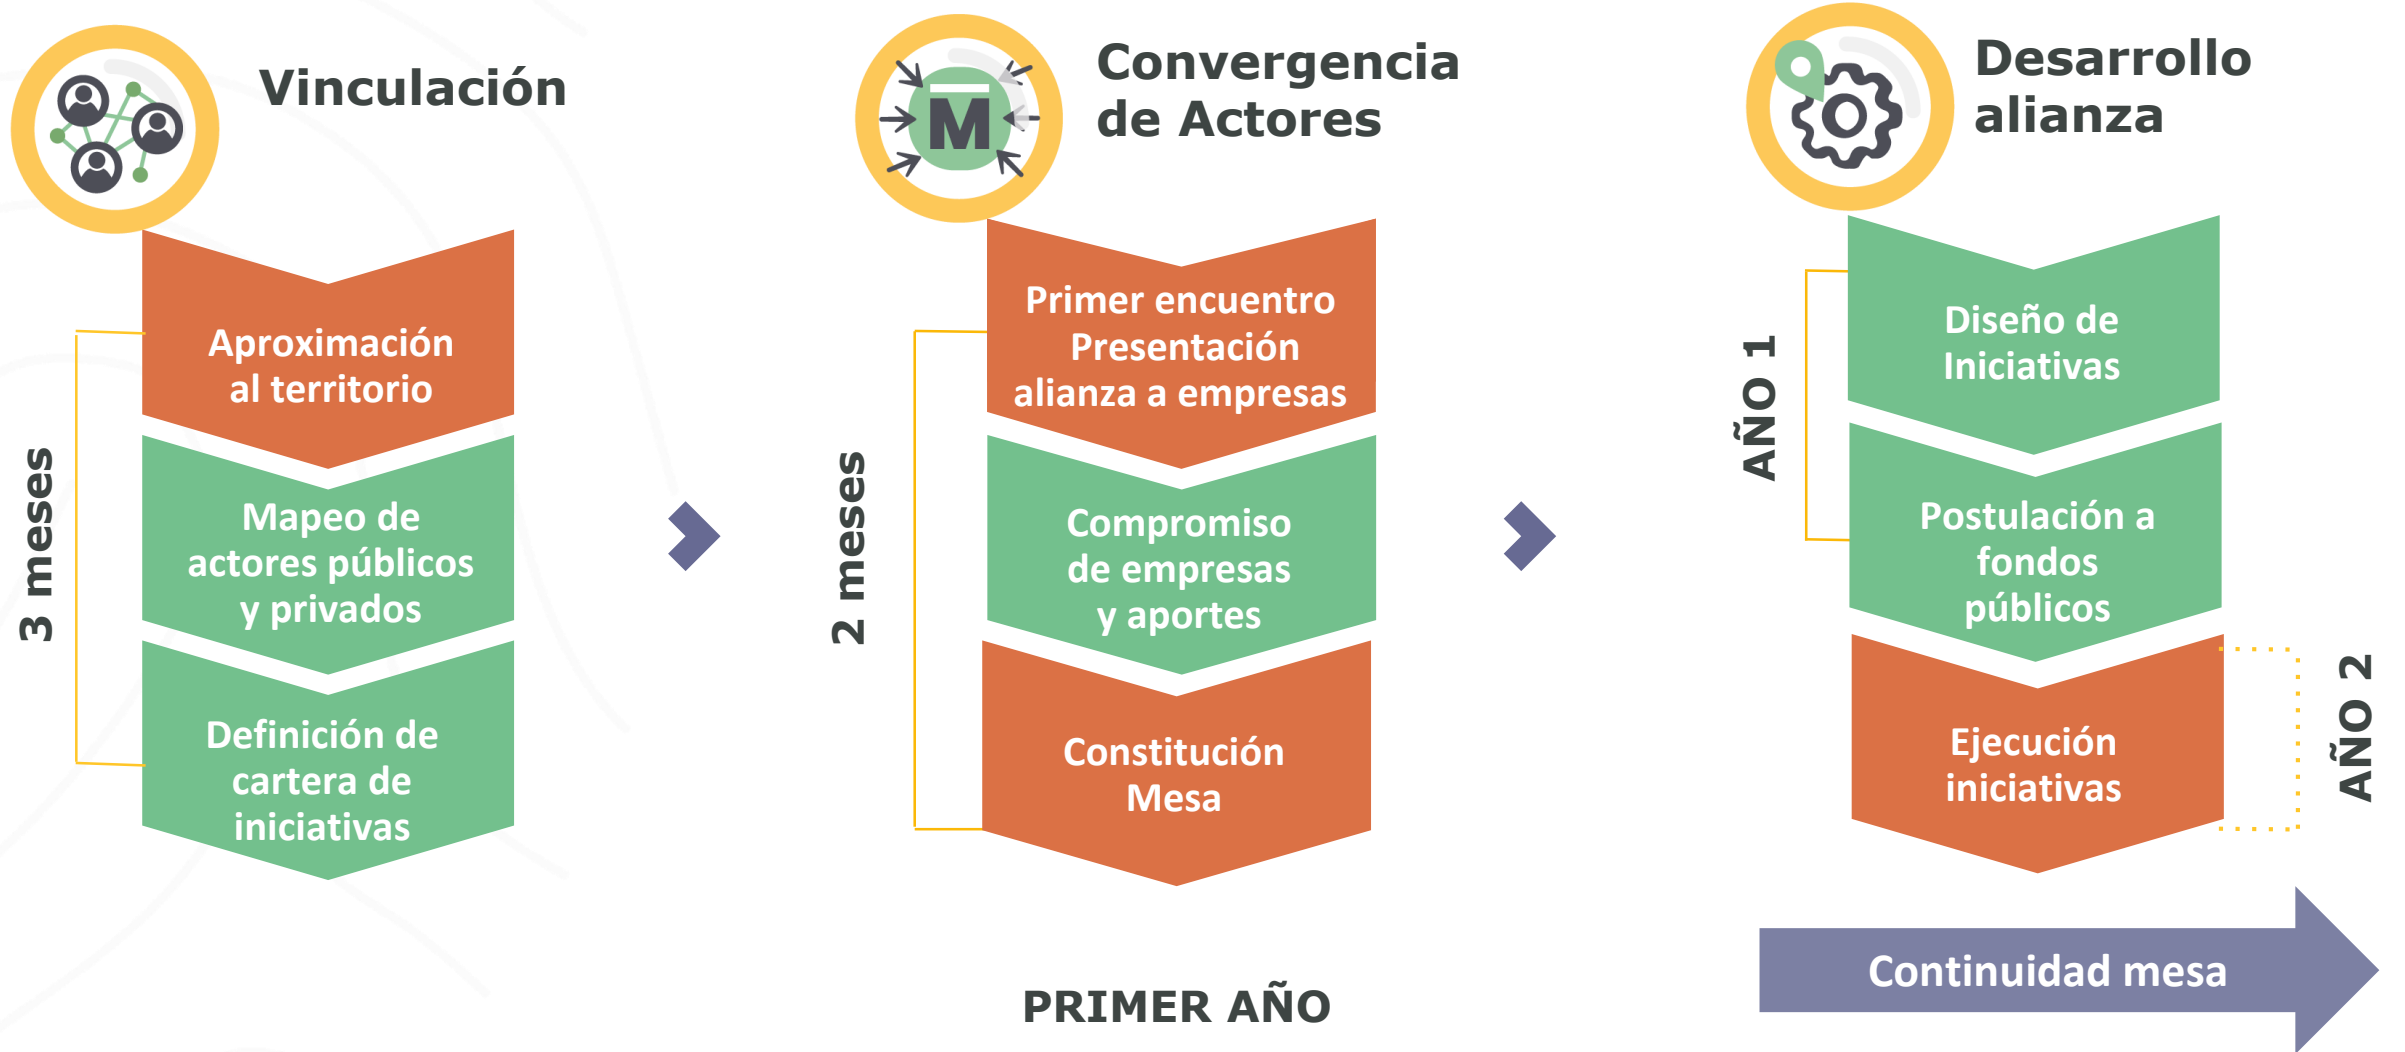 Vinculación
3 meses
Aproximación
al territorio
Mapeo de
actores públicos
y privados
Definición de
cartera de
iniciativas
M
Convergencia
de Actores
2 meses
Primer encuentro
Presentación
alianza a empresas
Compromiso
de empresas
y aportes
Constitución
Mesa
Desarrollo
alianza
AÑO 1
Diseño de
Iniciativas
Postulación a
fondos
públicos
Ejecución
iniciativas
AÑO 2
Continuidad mesa
PRIMER AÑO